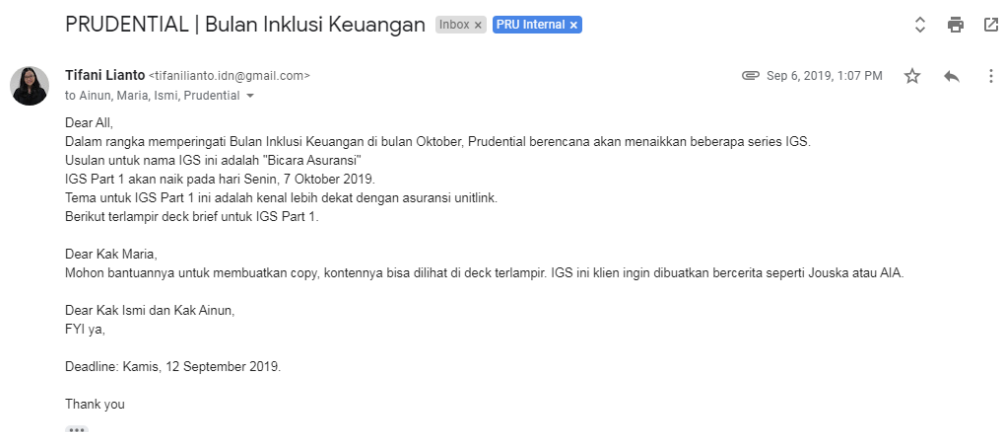 PRUDENTIAL | Bulan Inklusi Keuangan Inbox x PRU Internal x
Tifani Lianto <tifanilianto.idn@gmail.com> Sep 6, 2019, 1:07 PM
to Ainun, Maria, Ismi, Prudential
Dear All,
Dalam rangka memperingati Bulan Inklusi Keuangan di bulan Oktober, Prudential berencana akan menaikkan beberapa series IGS.
Usulan untuk nama IGS ini adalah "Bicara Asuransi"
IGS Part 1 akan naik pada hari Senin, 7 Oktober 2019.
Tema untuk IGS Part 1 ini adalah kenal lebih dekat dengan asuransi unitlink.
Berikut terlampir deck brief untuk IGS Part 1.
Dear Kak Maria,
Mohon bantuannya untuk membuatkan copy, kontennya bisa dilihat di deck terlampir. IGS ini klien ingin dibuatkan bercerita seperti Jouska atau AIA.
Dear Kak Ismi dan Kak Ainun,
FYI ya,
Deadline: Kamis, 12 September 2019.
Thank you